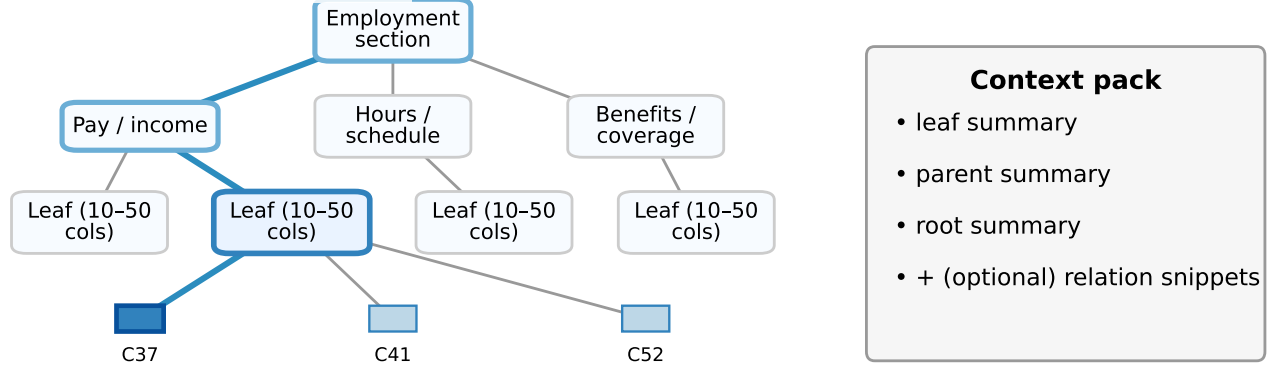 Employment
section
Pay / income
Hours /
schedule
Benefits /
coverage
Leaf (10–50
cols)
Leaf (10–50
cols)
Leaf (10–50
cols)
Leaf (10–50
cols)
C37
C41
C52
Context pack
• leaf summary
• parent summary
• root summary
• + (optional) relation snippets